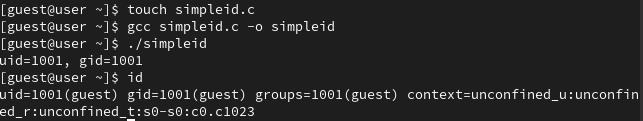 [guest@user ~]$ touch simpleid.c
[guest@user ~]$ gcc simpleid.c -o simpleid
[guest@user ~]$ ./simpleid
uid=1001, gid=1001
[guest@user ~]$ id
uid=1001(guest) gid=1001(guest) groups=1001(guest) context=unconfined_u:unconfin
ed_r:unconfined_t:s0-s0:c0.c1023